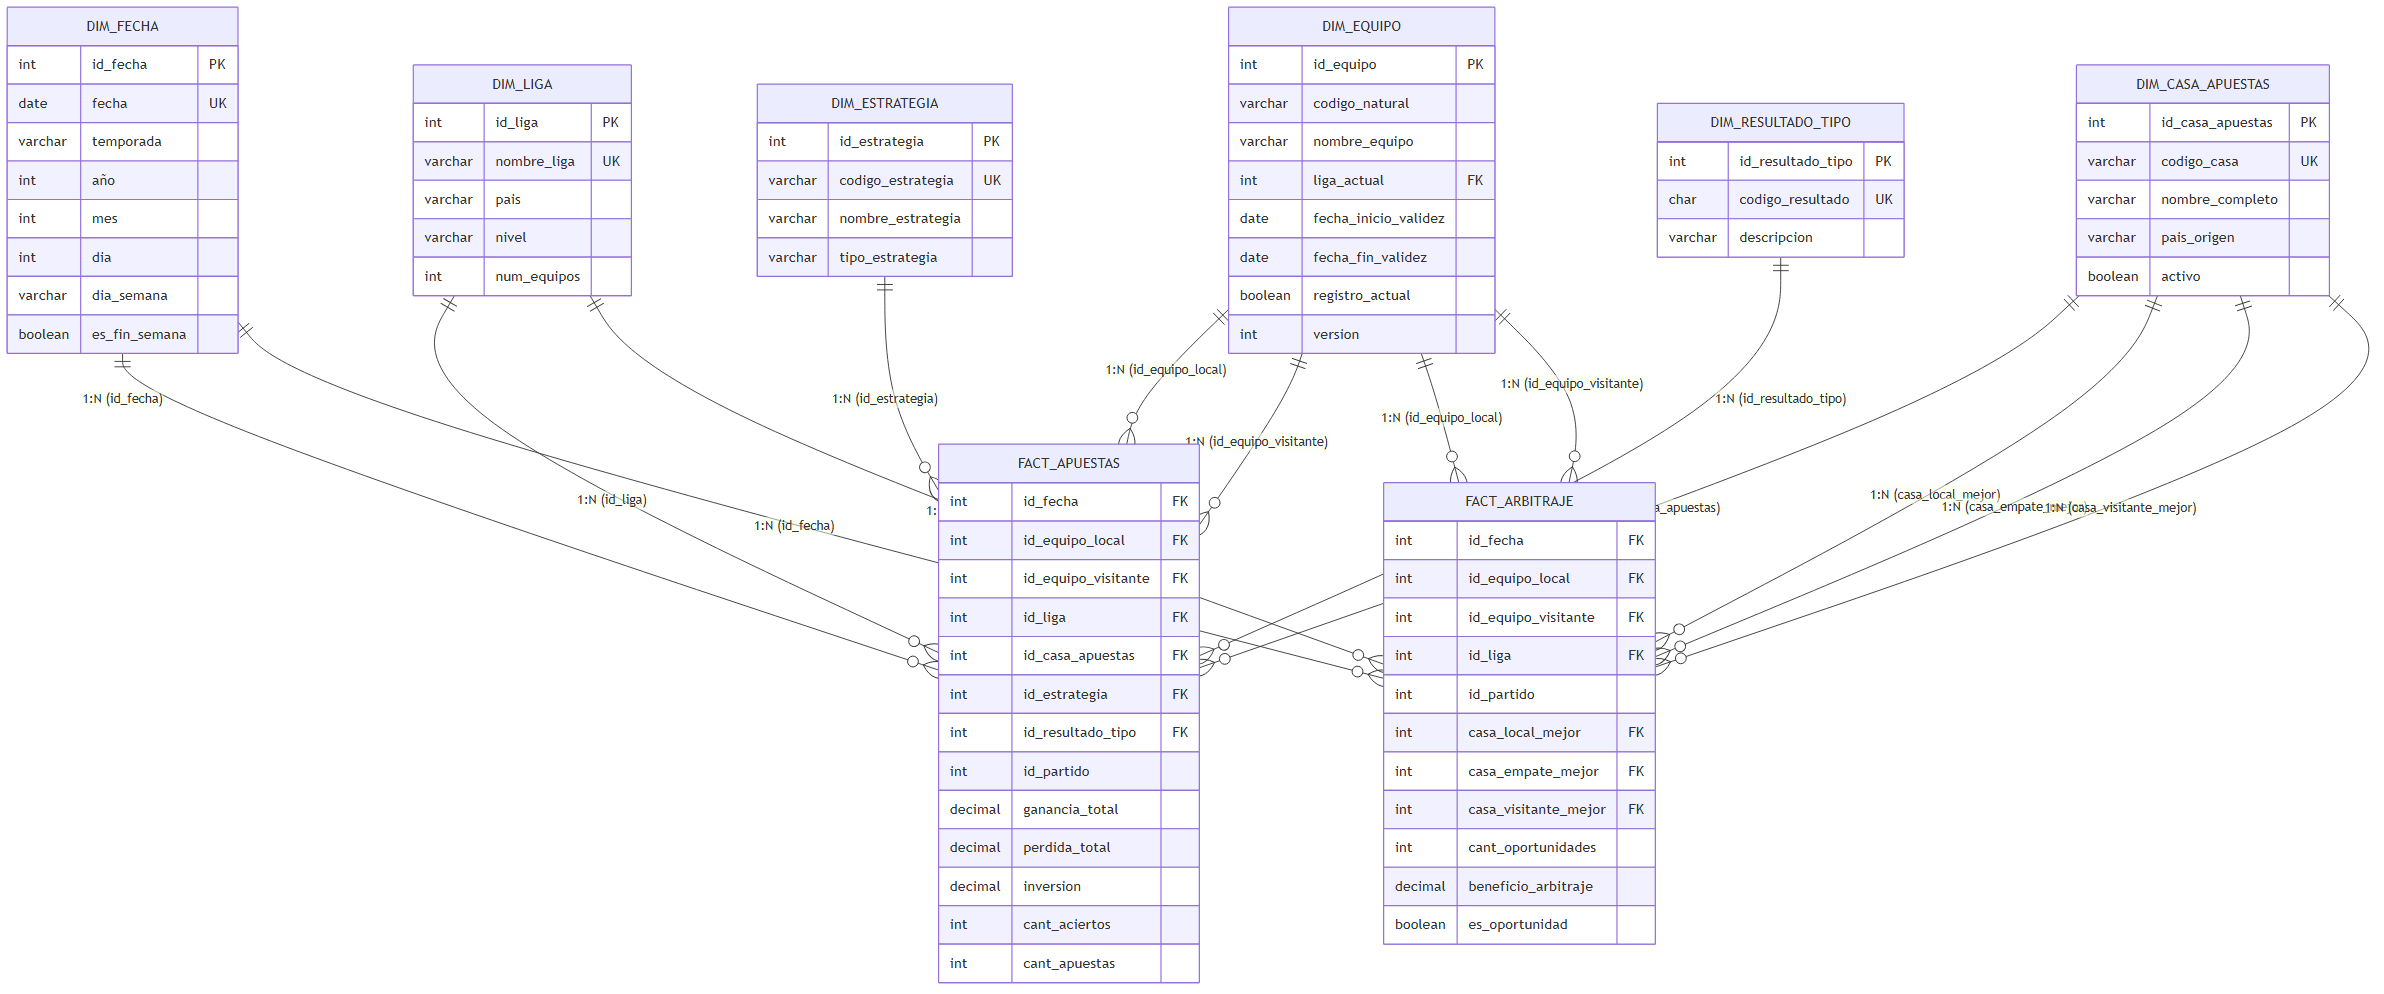 DIM_FECHA
int id_fecha PK
date fecha UK
varchar temporada
int año
int mes
int dia
varchar dia_semana
boolean es_fin_semana
DIM_LIGA
int id_liga PK
varchar nombre_liga UK
varchar pais
varchar nivel
int num_equipos
DIM_ESTRATEGIA
int id_estrategia PK
varchar codigo_estrategia UK
varchar nombre_estrategia
varchar tipo_estrategia
DIM_EQUIPO
int id_equipo PK
varchar codigo_natural
varchar nombre_equipo
int liga_actual FK
date fecha_inicio_validez
date fecha_fin_validez
boolean registro_actual
int version
DIM_RESULTADO_TIPO
int id_resultado_tipo PK
char codigo_resultado UK
varchar descripcion
DIM_CASA_APUESTAS
int id_casa_apuestas PK
varchar codigo_casa UK
varchar nombre_completo
varchar pais_origen
boolean activo
1:N (id_fecha)
1:N (id_liga)
1:N (id_fecha)
1:N (id_estrategia)
1:
1:N (id_equipo_local)
1:N (id_equipo_visitante)
1:N (id_equipo_local)
1:N (id_equipo_visitante)
1:N (id_resultado_tipo)
a_apuestas)
1:N (casa_local_mejor)
1:N (casa_empate
1:N (casa_visitante_mejor)
FACT_APUESTAS
int id_fecha FK
int id_equipo_local FK
int id_equipo_visitante FK
int id_liga FK
int id_casa_apuestas FK
int id_estrategia FK
int id_resultado_tipo FK
int id_partido
decimal ganancia_total
decimal perdida_total
decimal inversion
int cant_aciertos
int cant_apuestas
FACT_ARBITRAJE
int id_fecha FK
int id_equipo_local FK
int id_equipo_visitante FK
int id_liga FK
int id_partido
int casa_local_mejor FK
int casa_empate_mejor FK
int casa_visitante_mejor FK
int cant_oportunidades
decimal beneficio_arbitraje
boolean es_oportunidad